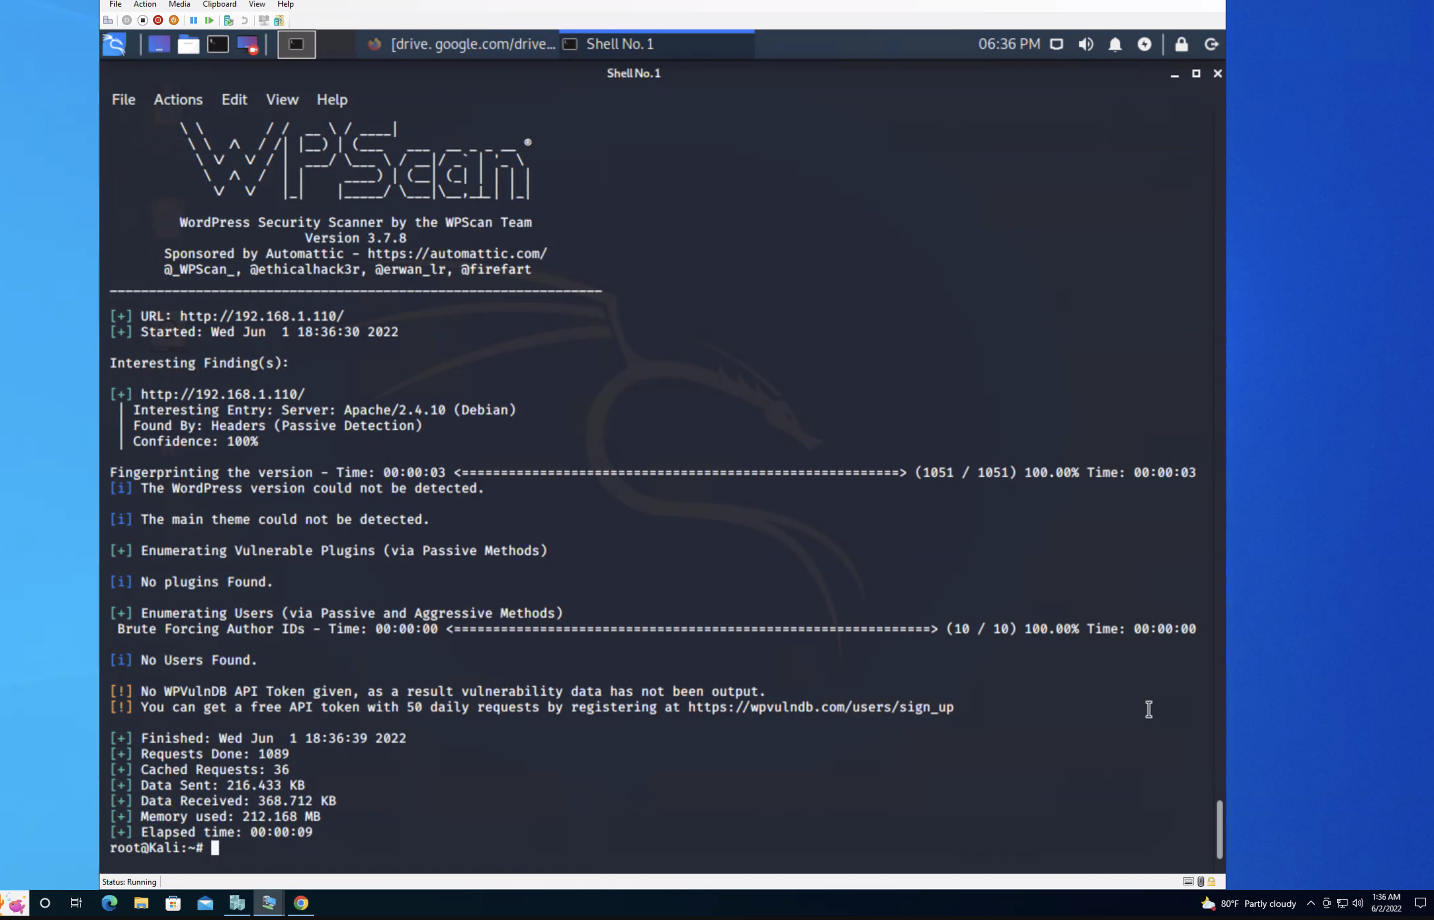 File Action Media Clipboard View Help
[drive. google.com/drive... Shell No. 1 06:36 PM
Shell No. 1
File Actions Edit View Help
WPScan ®
WordPress Security Scanner by the WPScan Team
Version 3.7.8
Sponsored by Automattic - https://automattic.com/
@_WPScan_, @ethicalhack3r, @erwan_lr, @firefart
_______________________________________________________________
[+] URL: http://192.168.1.110/
[+] Started: Wed Jun  1 18:36:30 2022
Interesting Finding(s):
[+] http://192.168.1.110/
| Interesting Entry: Server: Apache/2.4.10 (Debian)
| Found By: Headers (Passive Detection)
| Confidence: 100%
Fingerprinting the version - Time: 00:00:03 <=========================================================> (1051 / 1051) 100.00% Time: 00:00:03
[i] The WordPress version could not be detected.
[i] The main theme could not be detected.
[+] Enumerating Vulnerable Plugins (via Passive Methods)
[i] No plugins Found.
[+] Enumerating Users (via Passive and Aggressive Methods)
Brute Forcing Author IDs - Time: 00:00:00 <=============================================================> (10 / 10) 100.00% Time: 00:00:00
[i] No Users Found.
[!] No WPVulnDB API Token given, as a result vulnerability data has not been output.
[!] You can get a free API token with 50 daily requests by registering at https://wpvulndb.com/users/sign_up
[+] Finished: Wed Jun  1 18:36:39 2022
[+] Requests Done: 1089
[+] Cached Requests: 36
[+] Data Sent: 216.433 KB
[+] Data Received: 368.712 KB
[+] Memory used: 212.168 MB
[+] Elapsed time: 00:00:09
root@Kali:~#
Status: Running
80°F Partly cloudy 1:36 AM
6/2/2022